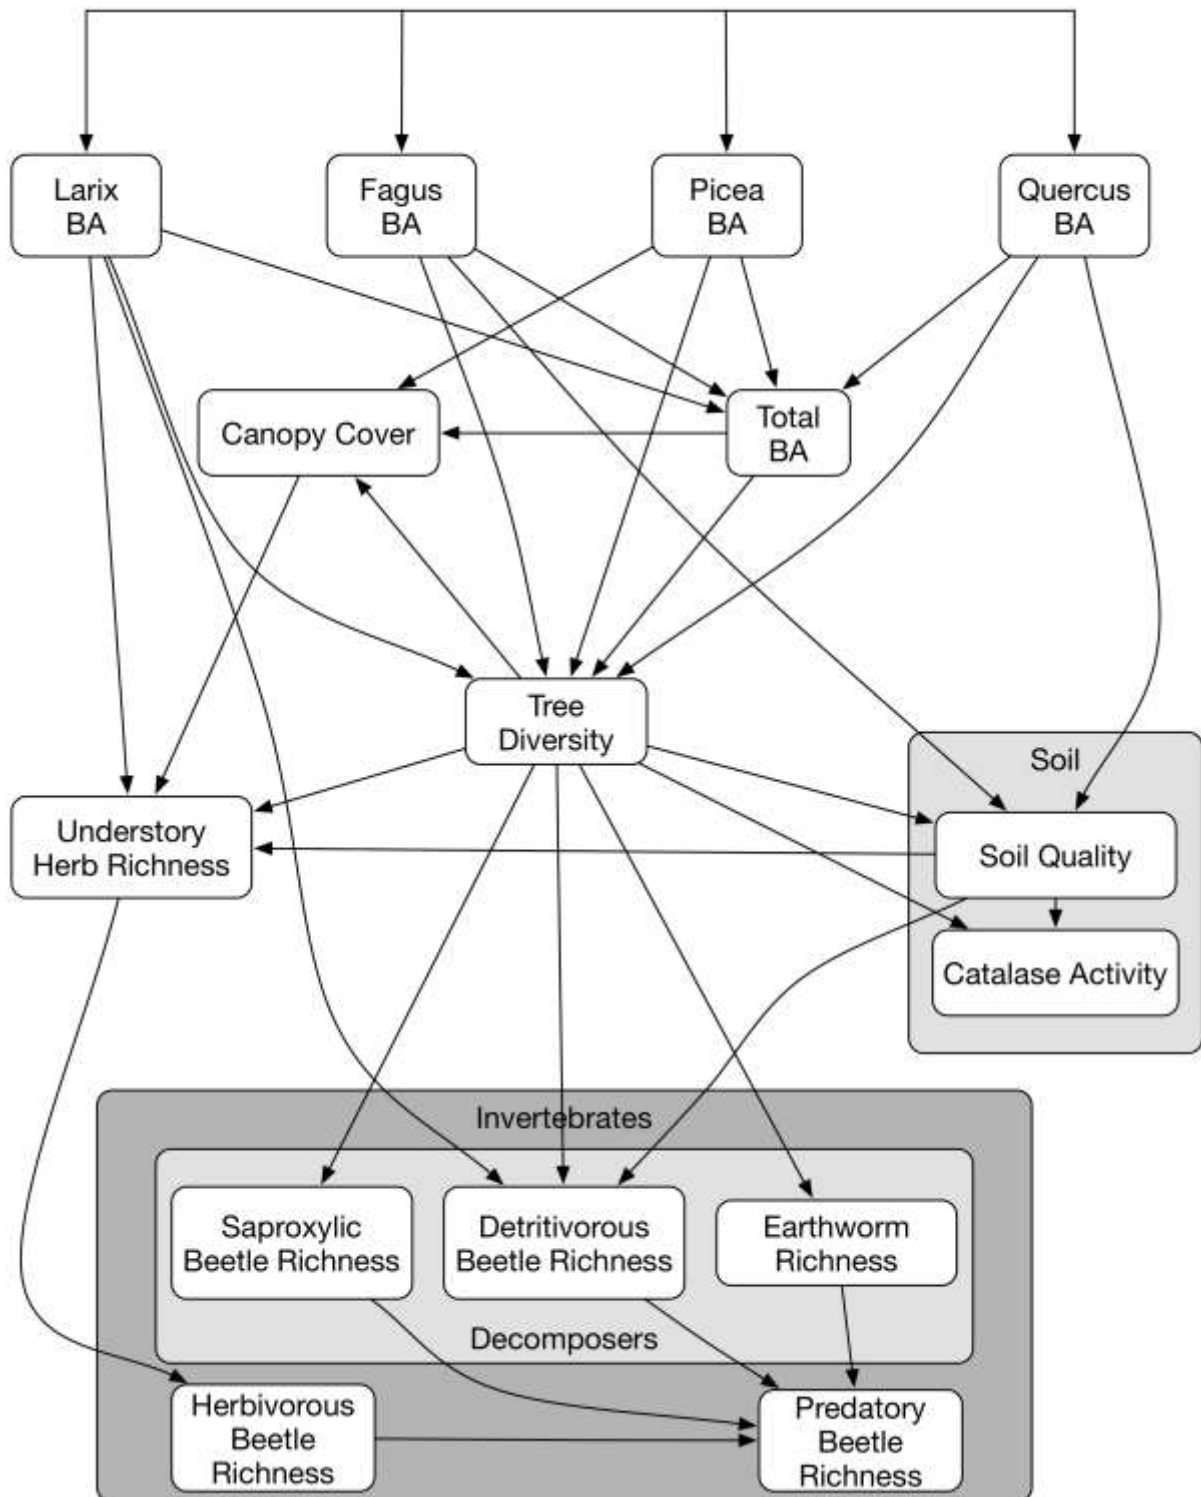 Larix
BA
Fagus
BA
Picea
BA
Quercus
BA
Canopy Cover
Total
BA
Tree
Diversity
Soil
Understory
Herb Richness
Soil Quality
Catalase Activity
Invertebrates
Saproxylic
Beetle Richness
Detritivorous
Beetle Richness
Earthworm
Richness
Decomposers
Herbivorous
Beetle
Richness
Predatory
Beetle
Richness